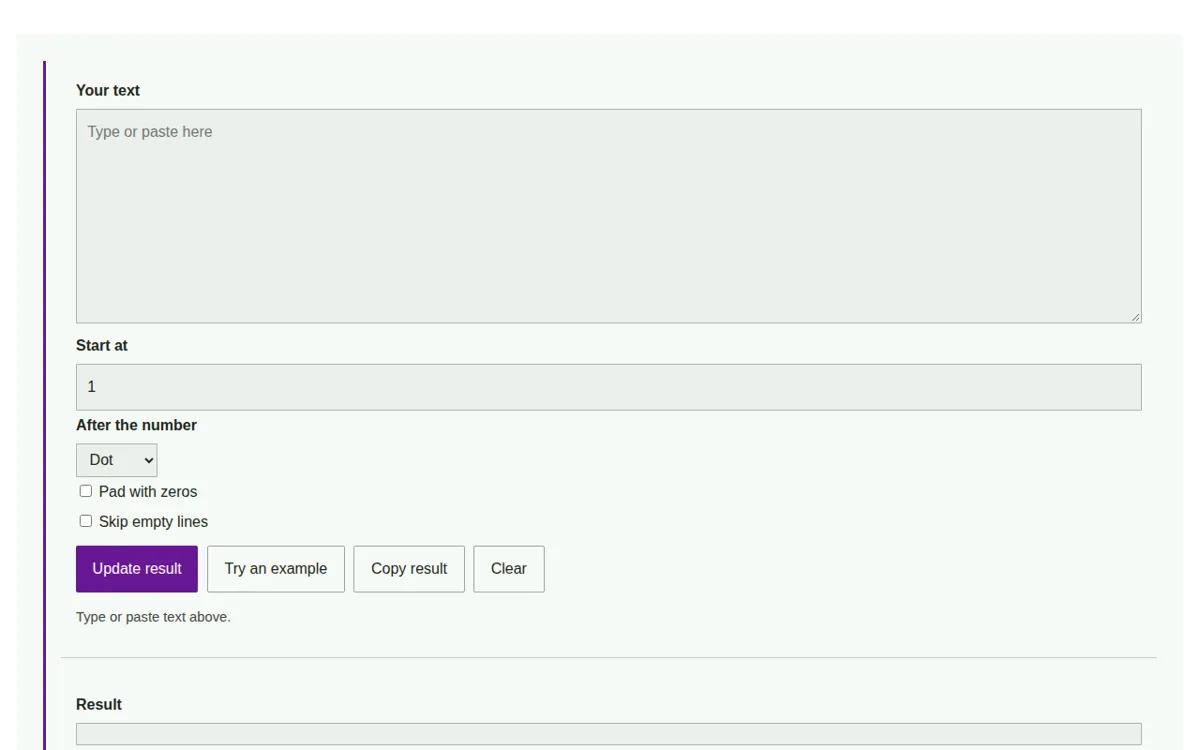 Your text
Type or paste here
Start at
1
After the number
Dot
Pad with zeros
Skip empty lines
Update result Try an example Copy result Clear
Type or paste text above.
Result